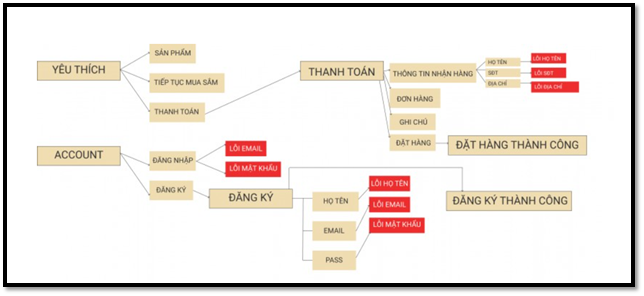 YÊU THÍCH
SẢN PHẨM
TIẾP TỤC MUA SẮM
THANH TOÁN
THANH TOÁN
THÔNG TIN NHẬN HÀNG
HỌ TÊN
LỖI HỌ TÊN
SĐT
LỖI SĐT
ĐỊA CHỈ
LỖI ĐỊA CHỈ
ĐƠN HÀNG
GHI CHÚ
ĐẶT HÀNG
ĐẶT HÀNG THÀNH CÔNG
ACCOUNT
ĐĂNG NHẬP
LỖI EMAIL
LỖI MẬT KHẨU
ĐĂNG KÝ
ĐĂNG KÝ
HỌ TÊN
LỖI HỌ TÊN
EMAIL
LỖI EMAIL
PASS
LỖI MẬT KHẨU
ĐĂNG KÝ THÀNH CÔNG